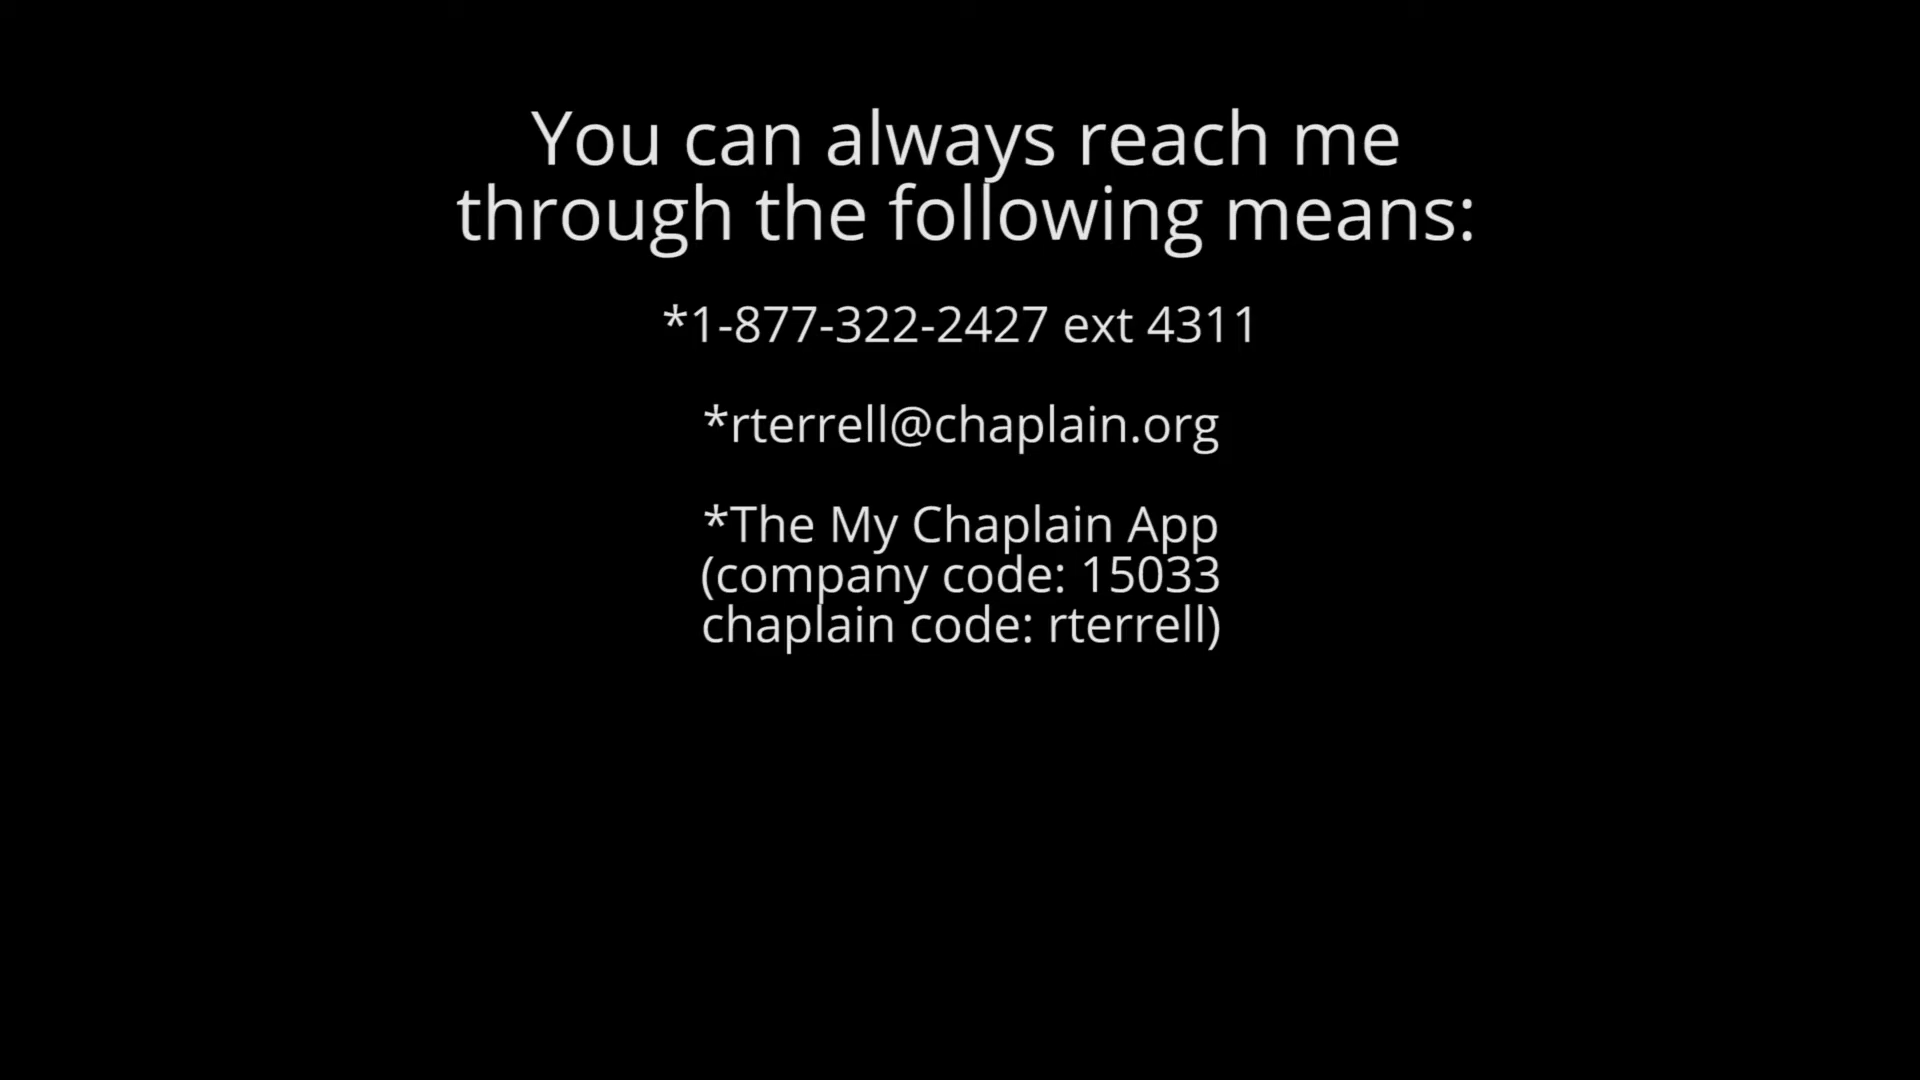 You can always reach me
through the following means:
*1-877-322-2427 ext 4311
*rterrell@chaplain.org
*The My Chaplain App
(company code: 15033
chaplain code: rterrell)